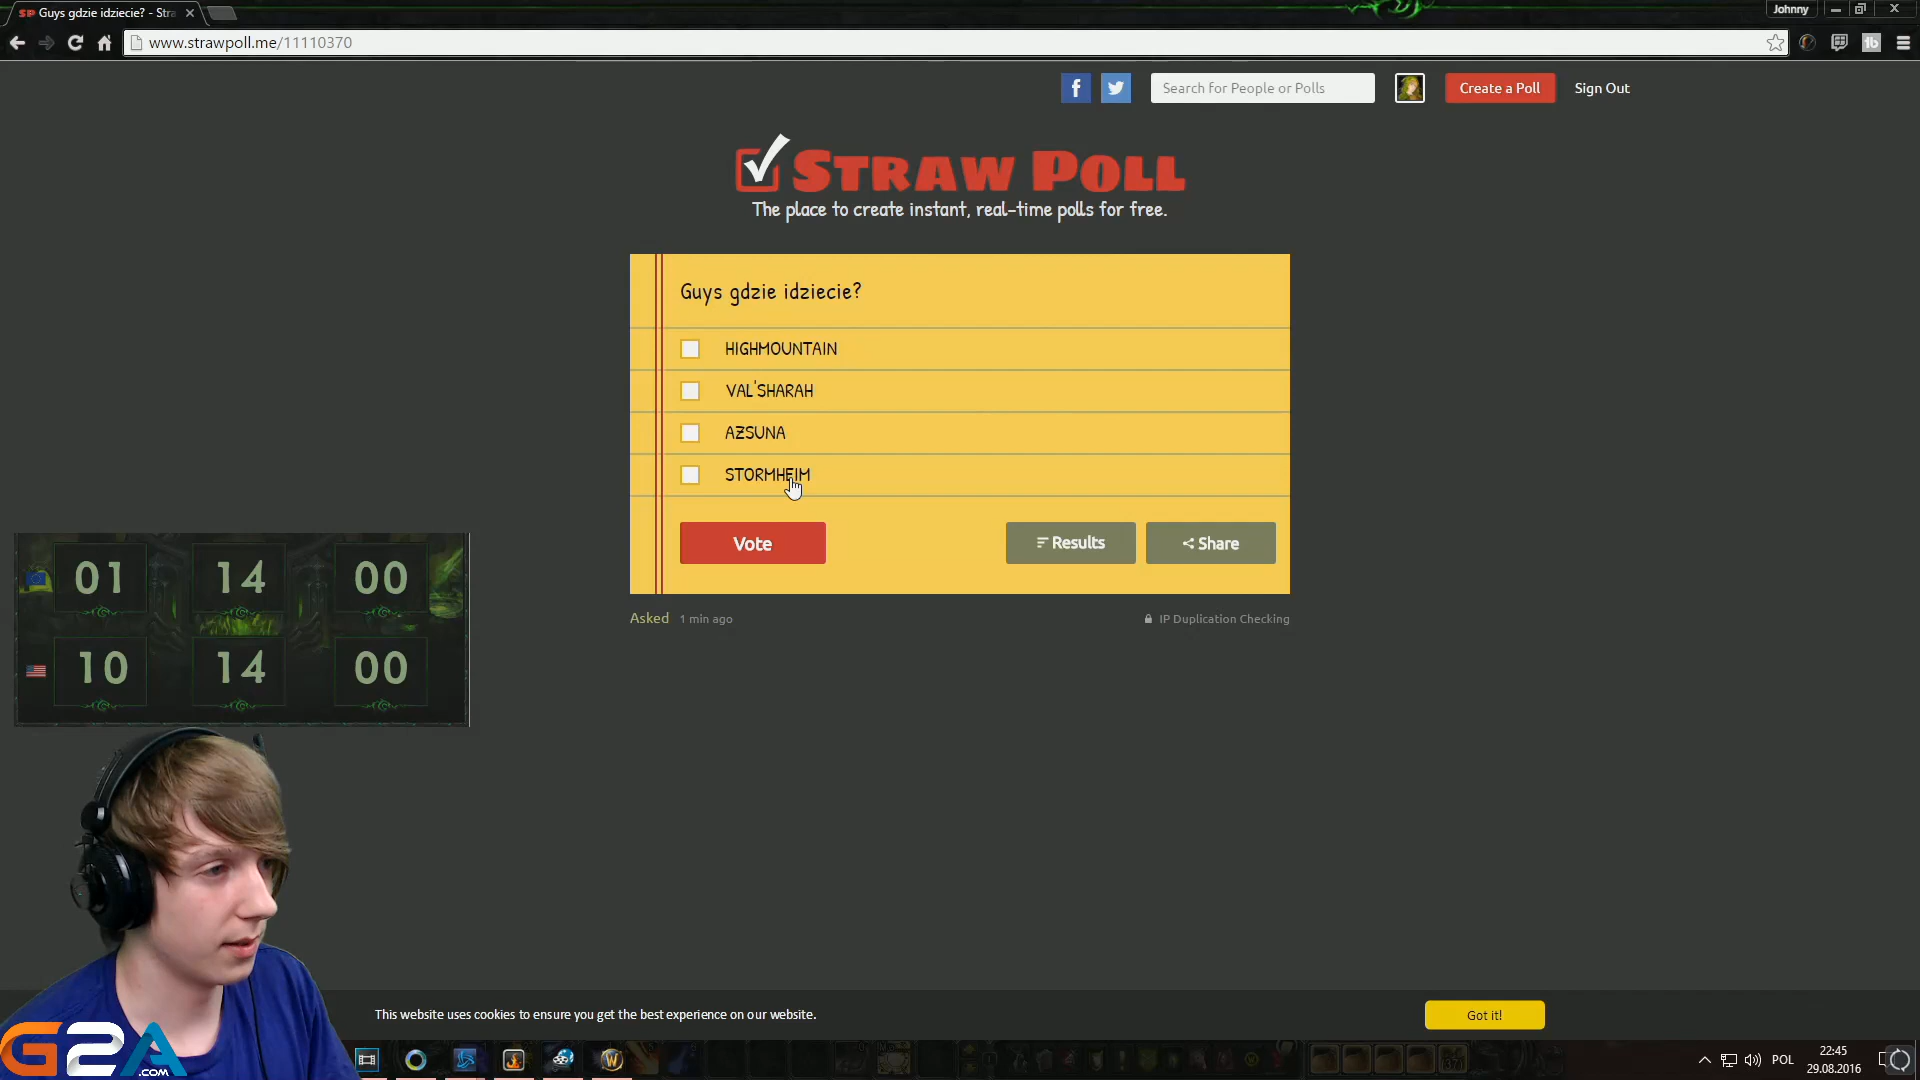 SP Guys gdzie idziecie? - Stra
Johnny
www.strawpoll.me/11110370
Search for People or Polls
Create a Poll
Sign Out
STRAW POLL
The place to create instant, real-time polls for free.
Guys gdzie idziecie?
HIGHMOUNTAIN
VAL'SHARAH
AZSUNA
STORMHEIM
Vote
Results
Share
Asked 1 min ago
IP Duplication Checking
01 14 00
10 14 00
This website uses cookies to ensure you get the best experience on our website.
Got it!
G2A
.COM
POL
22:45
29.08.2016